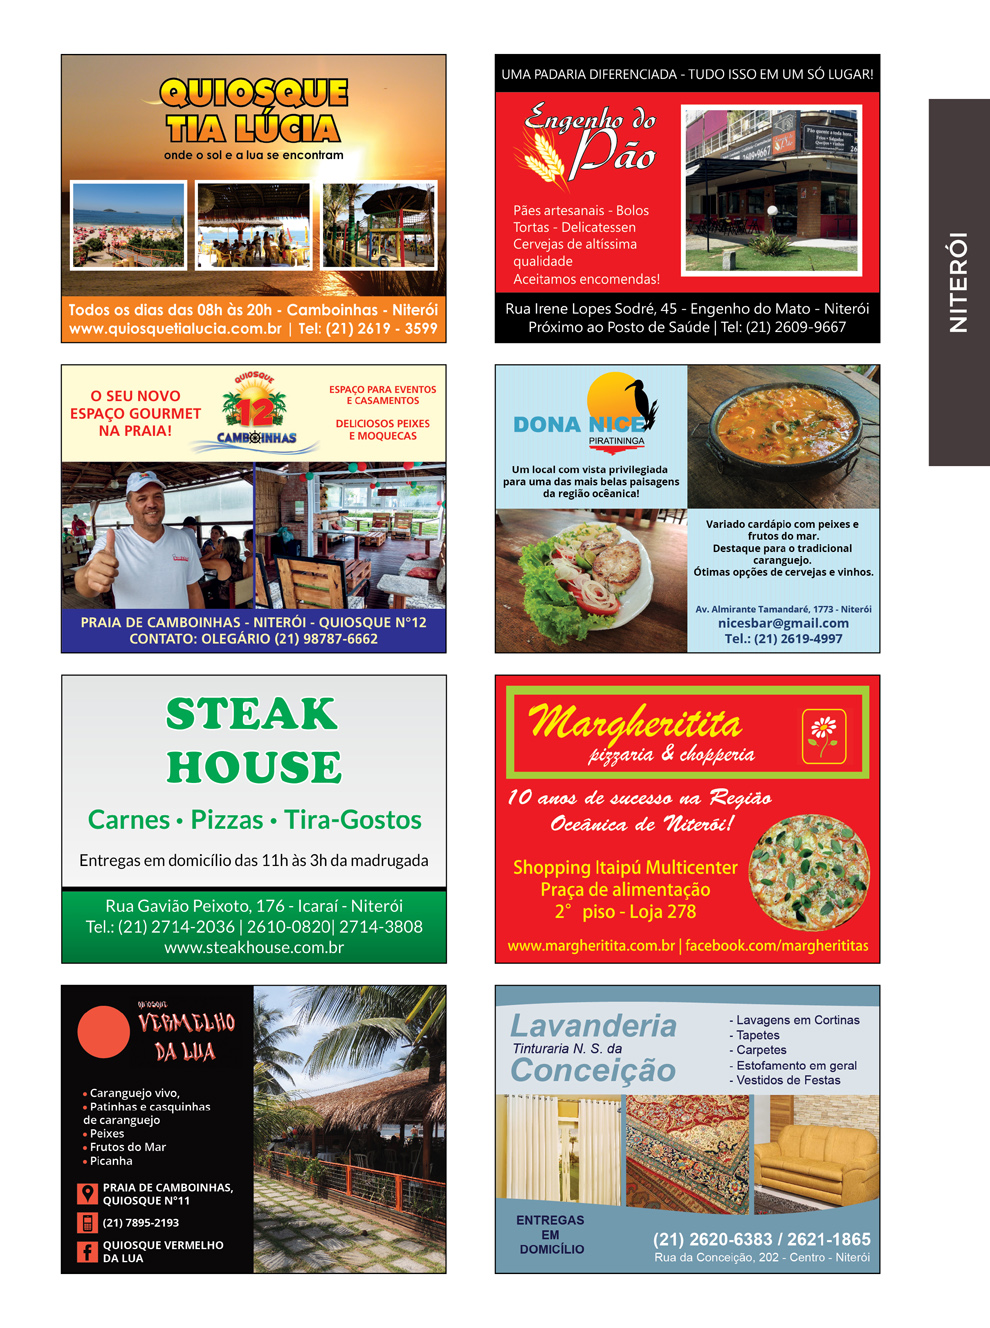 QUIOSQUE
TIA LÚCIA
onde o sol e a lua se encontram
Todos os dias das 08h às 20h - Camboinhas - Niterói
www.quiosquetialucia.com.br | Tel: (21) 2619 - 3599
UMA PADARIA DIFERENCIADA - TUDO ISSO EM UM SÓ LUGAR!
Engenho do
Pão
Pães artesanais - Bolos
Tortas - Delicatessen
Cervejas de altíssima
qualidade
Aceitamos encomendas!
Rua Irene Lopes Sodré, 45 - Engenho do Mato - Niterói
Próximo ao Posto de Saúde | Tel: (21) 2609-9667
NITERÓI
O SEU NOVO
ESPAÇO GOURMET
NA PRAIA!
QUIOSQUE
12
CAMBOINHAS
ESPAÇO PARA EVENTOS
E CASAMENTOS
DELICIOSOS PEIXES
E MOQUECAS
PRAIA DE CAMBOINHAS - NITERÓI - QUIOSQUE N°12
CONTATO: OLEGÁRIO (21) 98787-6662
DONA NICE
PIRATININGA
Um local com vista privilegiada
para uma das mais belas paisagens
da região ocêanica!
Variado cardápio com peixes e
frutos do mar.
Destaque para o tradicional
caranguejo.
Ótimas opções de cervejas e vinhos.
Av. Almirante Tamandaré, 1773 - Niterói
nicesbar@gmail.com
Tel.: (21) 2619-4997
STEAK
HOUSE
Carnes • Pizzas • Tira-Gostos
Entregas em domicílio das 11h às 3h da madrugada
Rua Gavião Peixoto, 176 - Icaraí - Niterói
Tel.: (21) 2714-2036 | 2610-0820| 2714-3808
www.steakhouse.com.br
Margheritita
pizzaria & chopperia
10 anos de sucesso na Região
Oceânica de Niterói!
Shopping Itaipú Multicenter
Praça de alimentação
2° piso - Loja 278
www.margheritita.com.br | facebook.com/margherititas
QUIOSQUE
VERMELHO
DA LUA
• Caranguejo vivo,
• Patinhas e casquinhas
de caranguejo
• Peixes
• Frutos do Mar
• Picanha
PRAIA DE CAMBOINHAS,
QUIOSQUE N°11
(21) 7895-2193
QUIOSQUE VERMELHO
DA LUA
Lavanderia
Tinturaria N. S. da
Conceição
- Lavagens em Cortinas
- Tapetes
- Carpetes
- Estofamento em geral
- Vestidos de Festas
ENTREGAS
EM
DOMICÍLIO
(21) 2620-6383 / 2621-1865
Rua da Conceição, 202 - Centro - Niterói